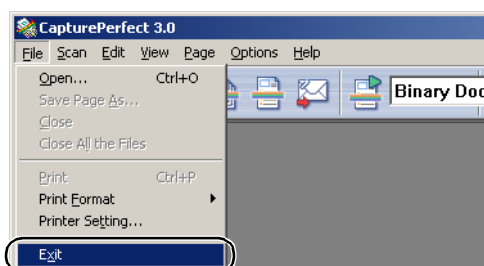 CapturePerfect 3.0
File Scan Edit View Page Options Help
Open... Ctrl+O
Save Page As...
Close
Close All the Files
Print Ctrl+P
Print Format
Printer Setting...
Exit
Binary Doc